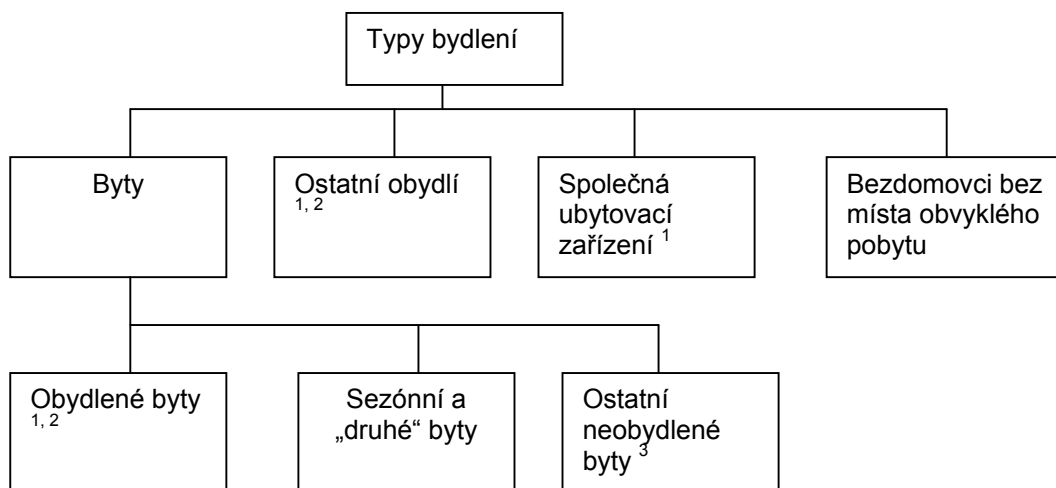 Typy bydlení
Byty
Ostatní obydlí
1, 2
Společná
ubytovací
zařízení 1
Bezdomovci bez
místa obvyklého
pobytu
Obydlené byty
1, 2
Sezónní a
„druhé“ byty
Ostatní
neobydlené
byty 3